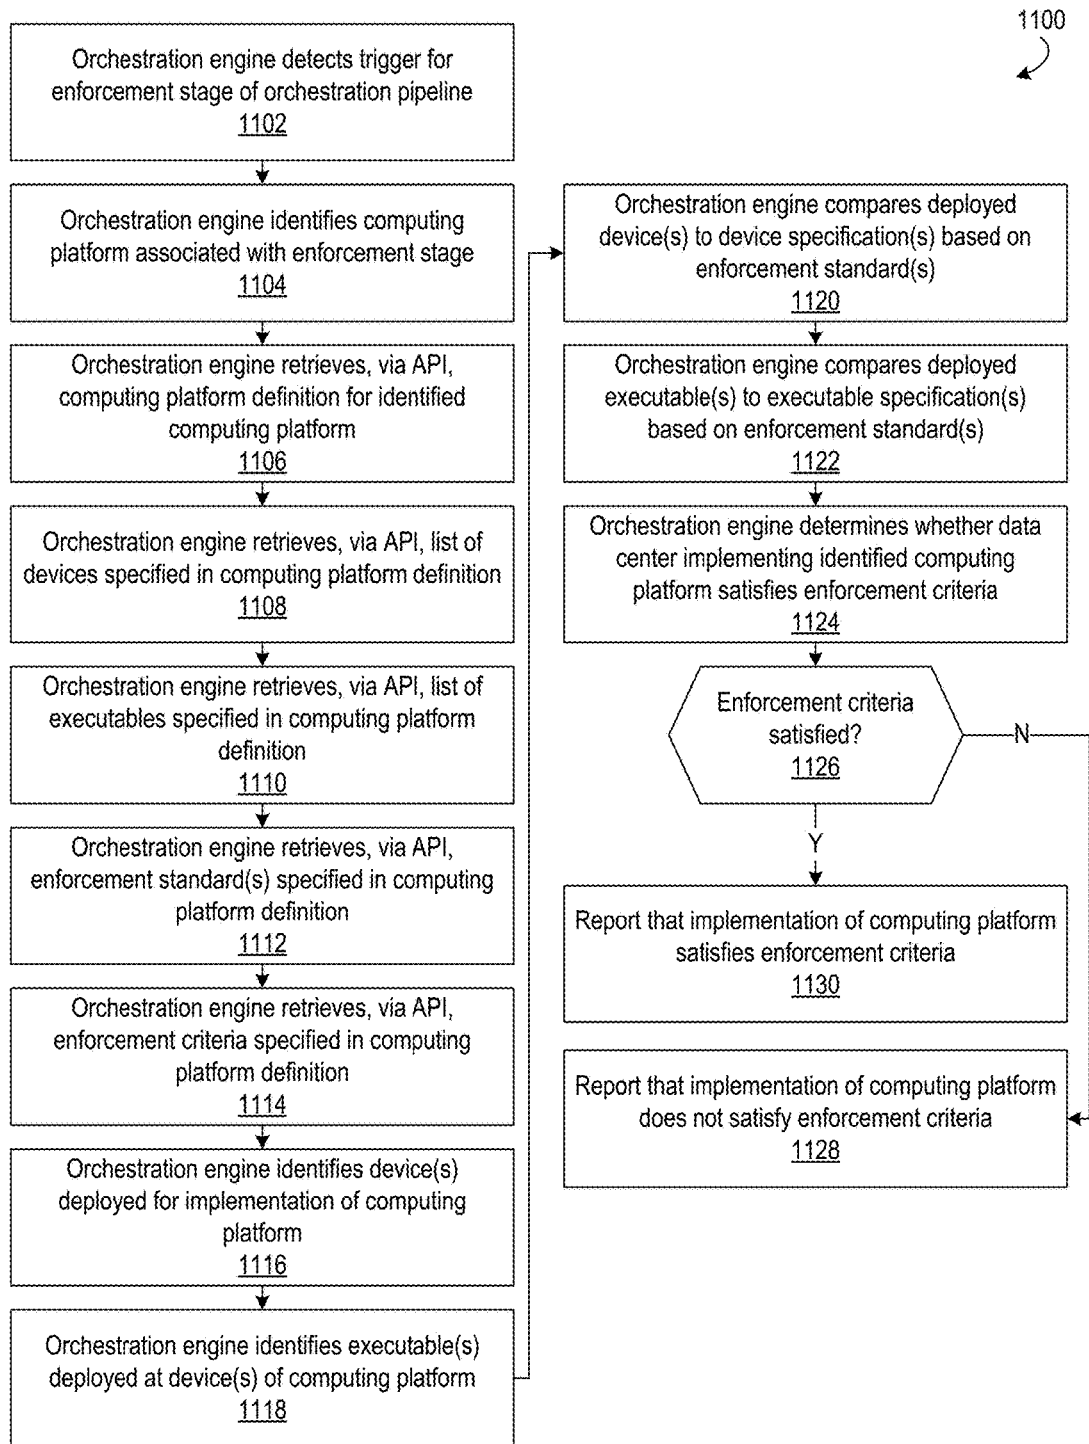 1100
Orchestration engine detects trigger for
enforcement stage of orchestration pipeline
1102
Orchestration engine identifies computing
platform associated with enforcement stage
1104
Orchestration engine retrieves, via API,
computing platform definition for identified
computing platform
1106
Orchestration engine retrieves, via API, list of
devices specified in computing platform definition
1108
Orchestration engine retrieves, via API, list of
executables specified in computing platform
definition
1110
Orchestration engine retrieves, via API,
enforcement standard(s) specified in computing
platform definition
1112
Orchestration engine retrieves, via API,
enforcement criteria specified in computing
platform definition
1114
Orchestration engine identifies device(s)
deployed for implementation of computing
platform
1116
Orchestration engine identifies executable(s)
deployed at device(s) of computing platform
1118
Orchestration engine compares deployed
device(s) to device specification(s) based on
enforcement standard(s)
1120
Orchestration engine compares deployed
executable(s) to executable specification(s)
based on enforcement standard(s)
1122
Orchestration engine determines whether data
center implementing identified computing
platform satisfies enforcement criteria
1124
Enforcement criteria
satisfied?
1126
N
Y
Report that implementation of computing platform
satisfies enforcement criteria
1130
Report that implementation of computing platform
does not satisfy enforcement criteria
1128